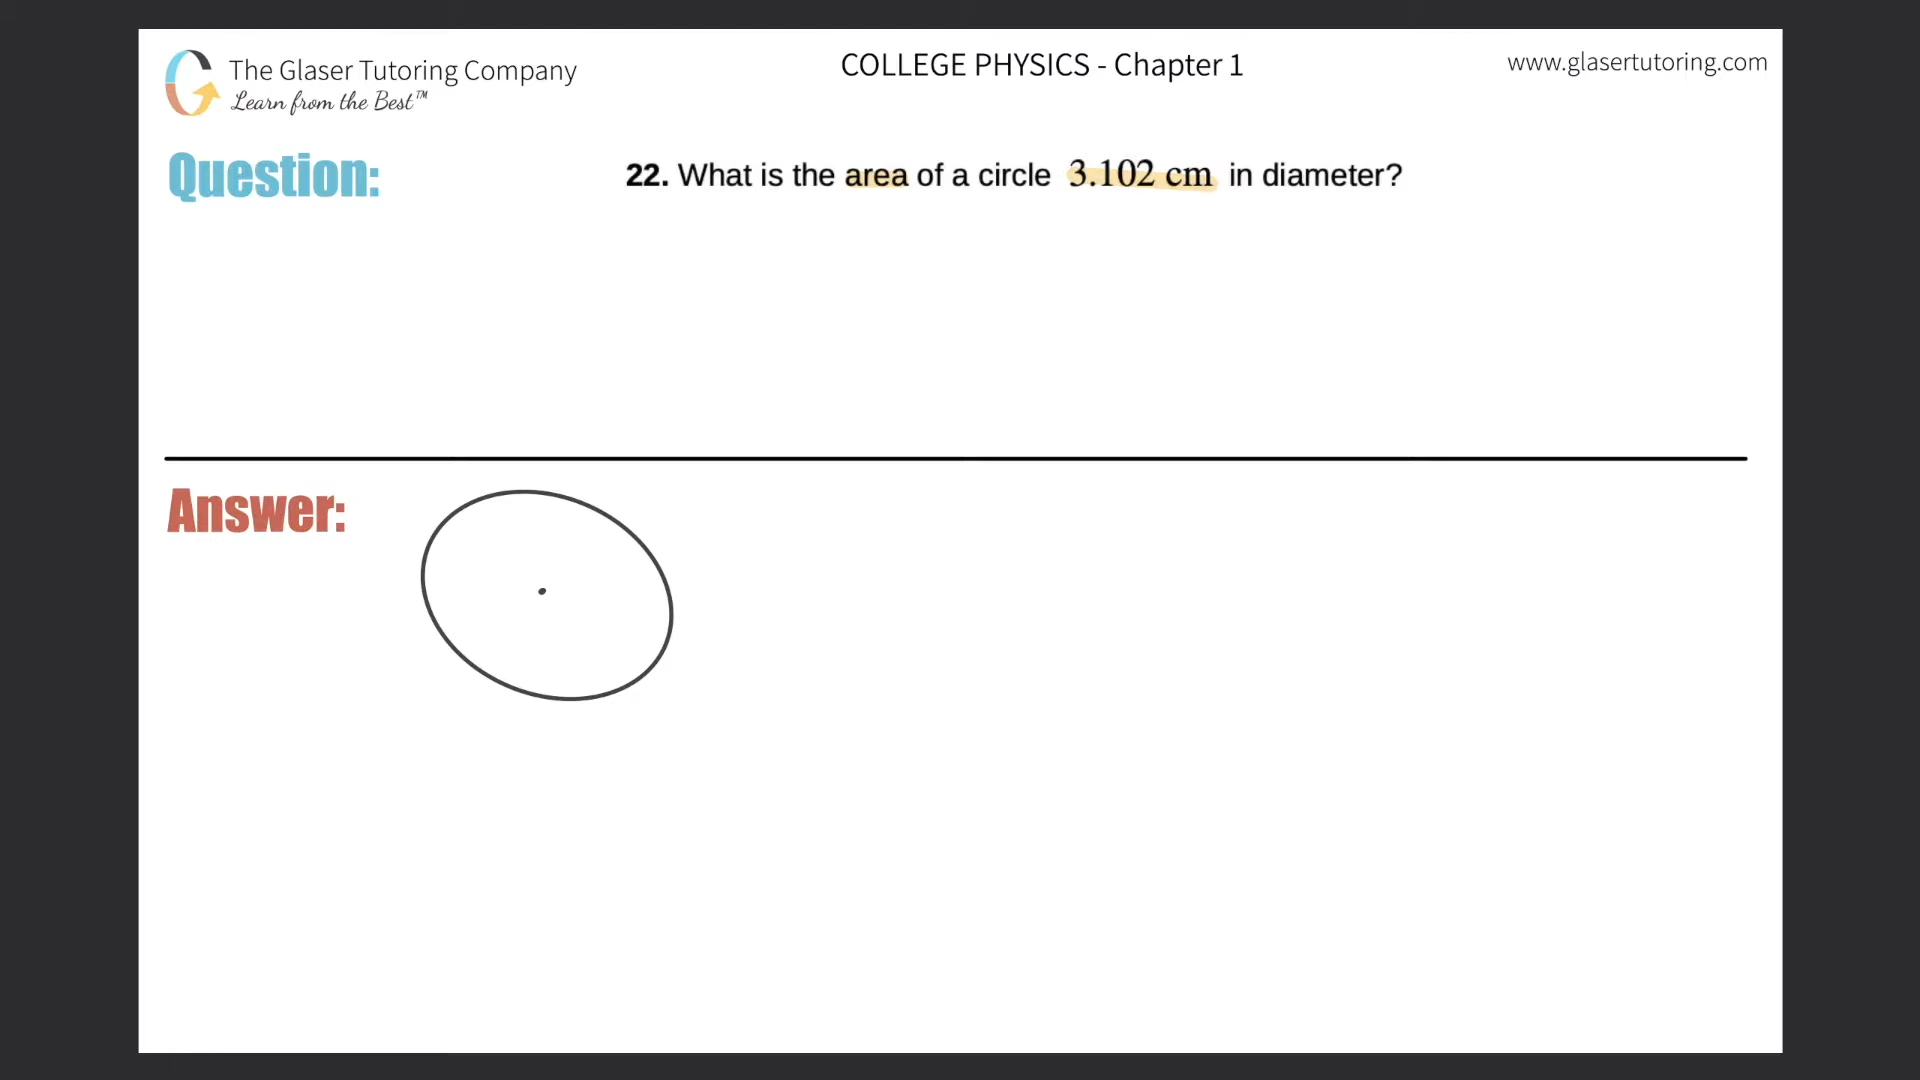 The Glaser Tutoring Company
Learn from the Best™
COLLEGE PHYSICS - Chapter 1
www.glasertutoring.com
Question:
22. What is the area of a circle 3.102 cm in diameter?
Answer: